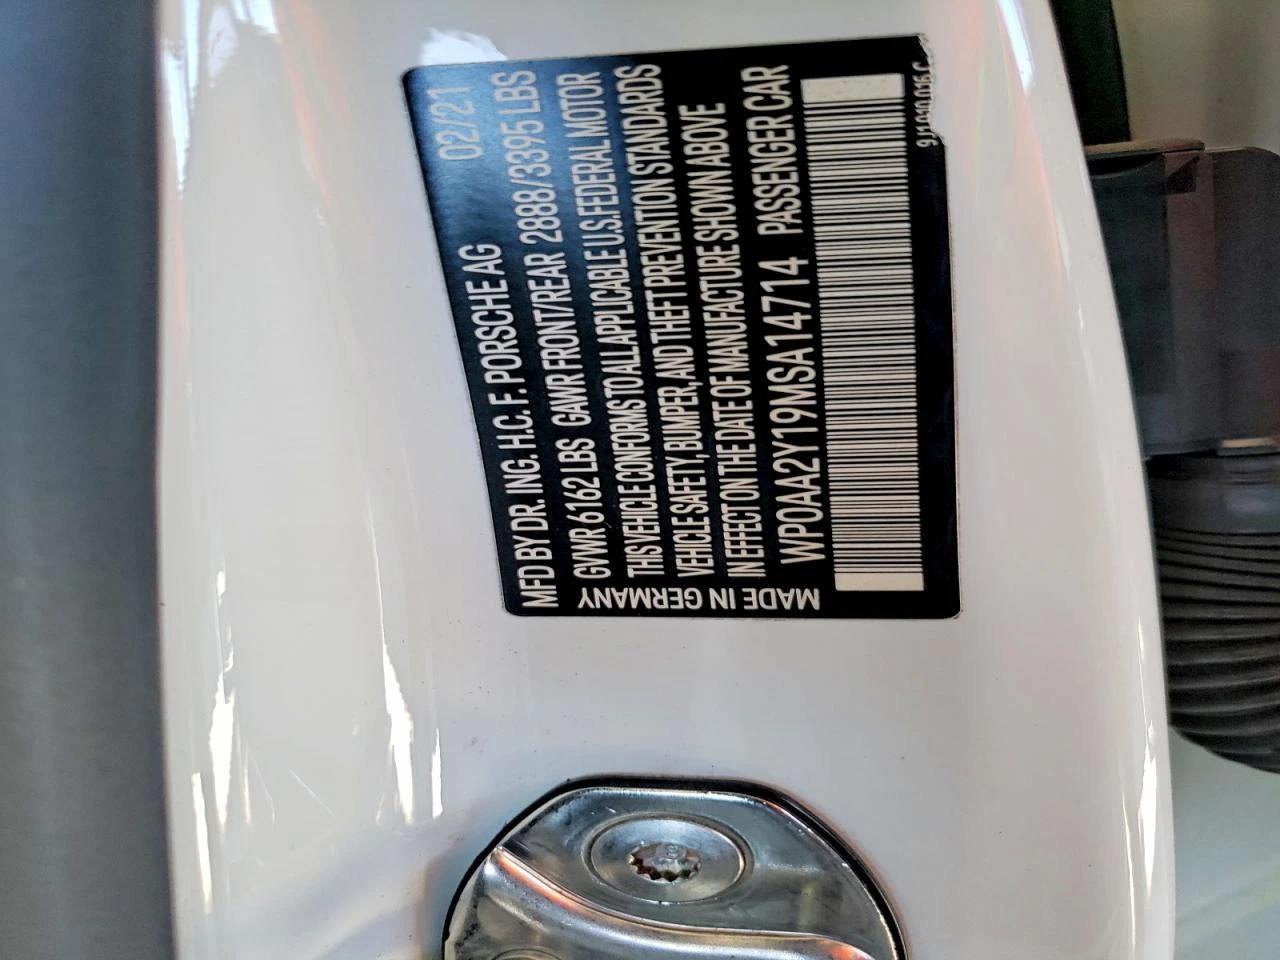 MFD BY DR. ING. H.C. F. PORSCHE AG 02/21
GVWR 6162 LBS GAWR FRONT/REAR 2888/3395 LBS
THIS VEHICLE CONFORMS TO ALL APPLICABLE U.S. FEDERAL MOTOR
VEHICLE SAFETY, BUMPER, AND THEFT PREVENTION STANDARDS
IN EFFECT ON THE DATE OF MANUFACTURE SHOWN ABOVE
WP0AA2Y19MSA14714 PASSENGER CAR
MADE IN GERMANY